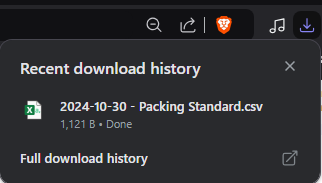 Recent download history
2024-10-30 - Packing Standard.csv
1,121 B • Done
Full download history